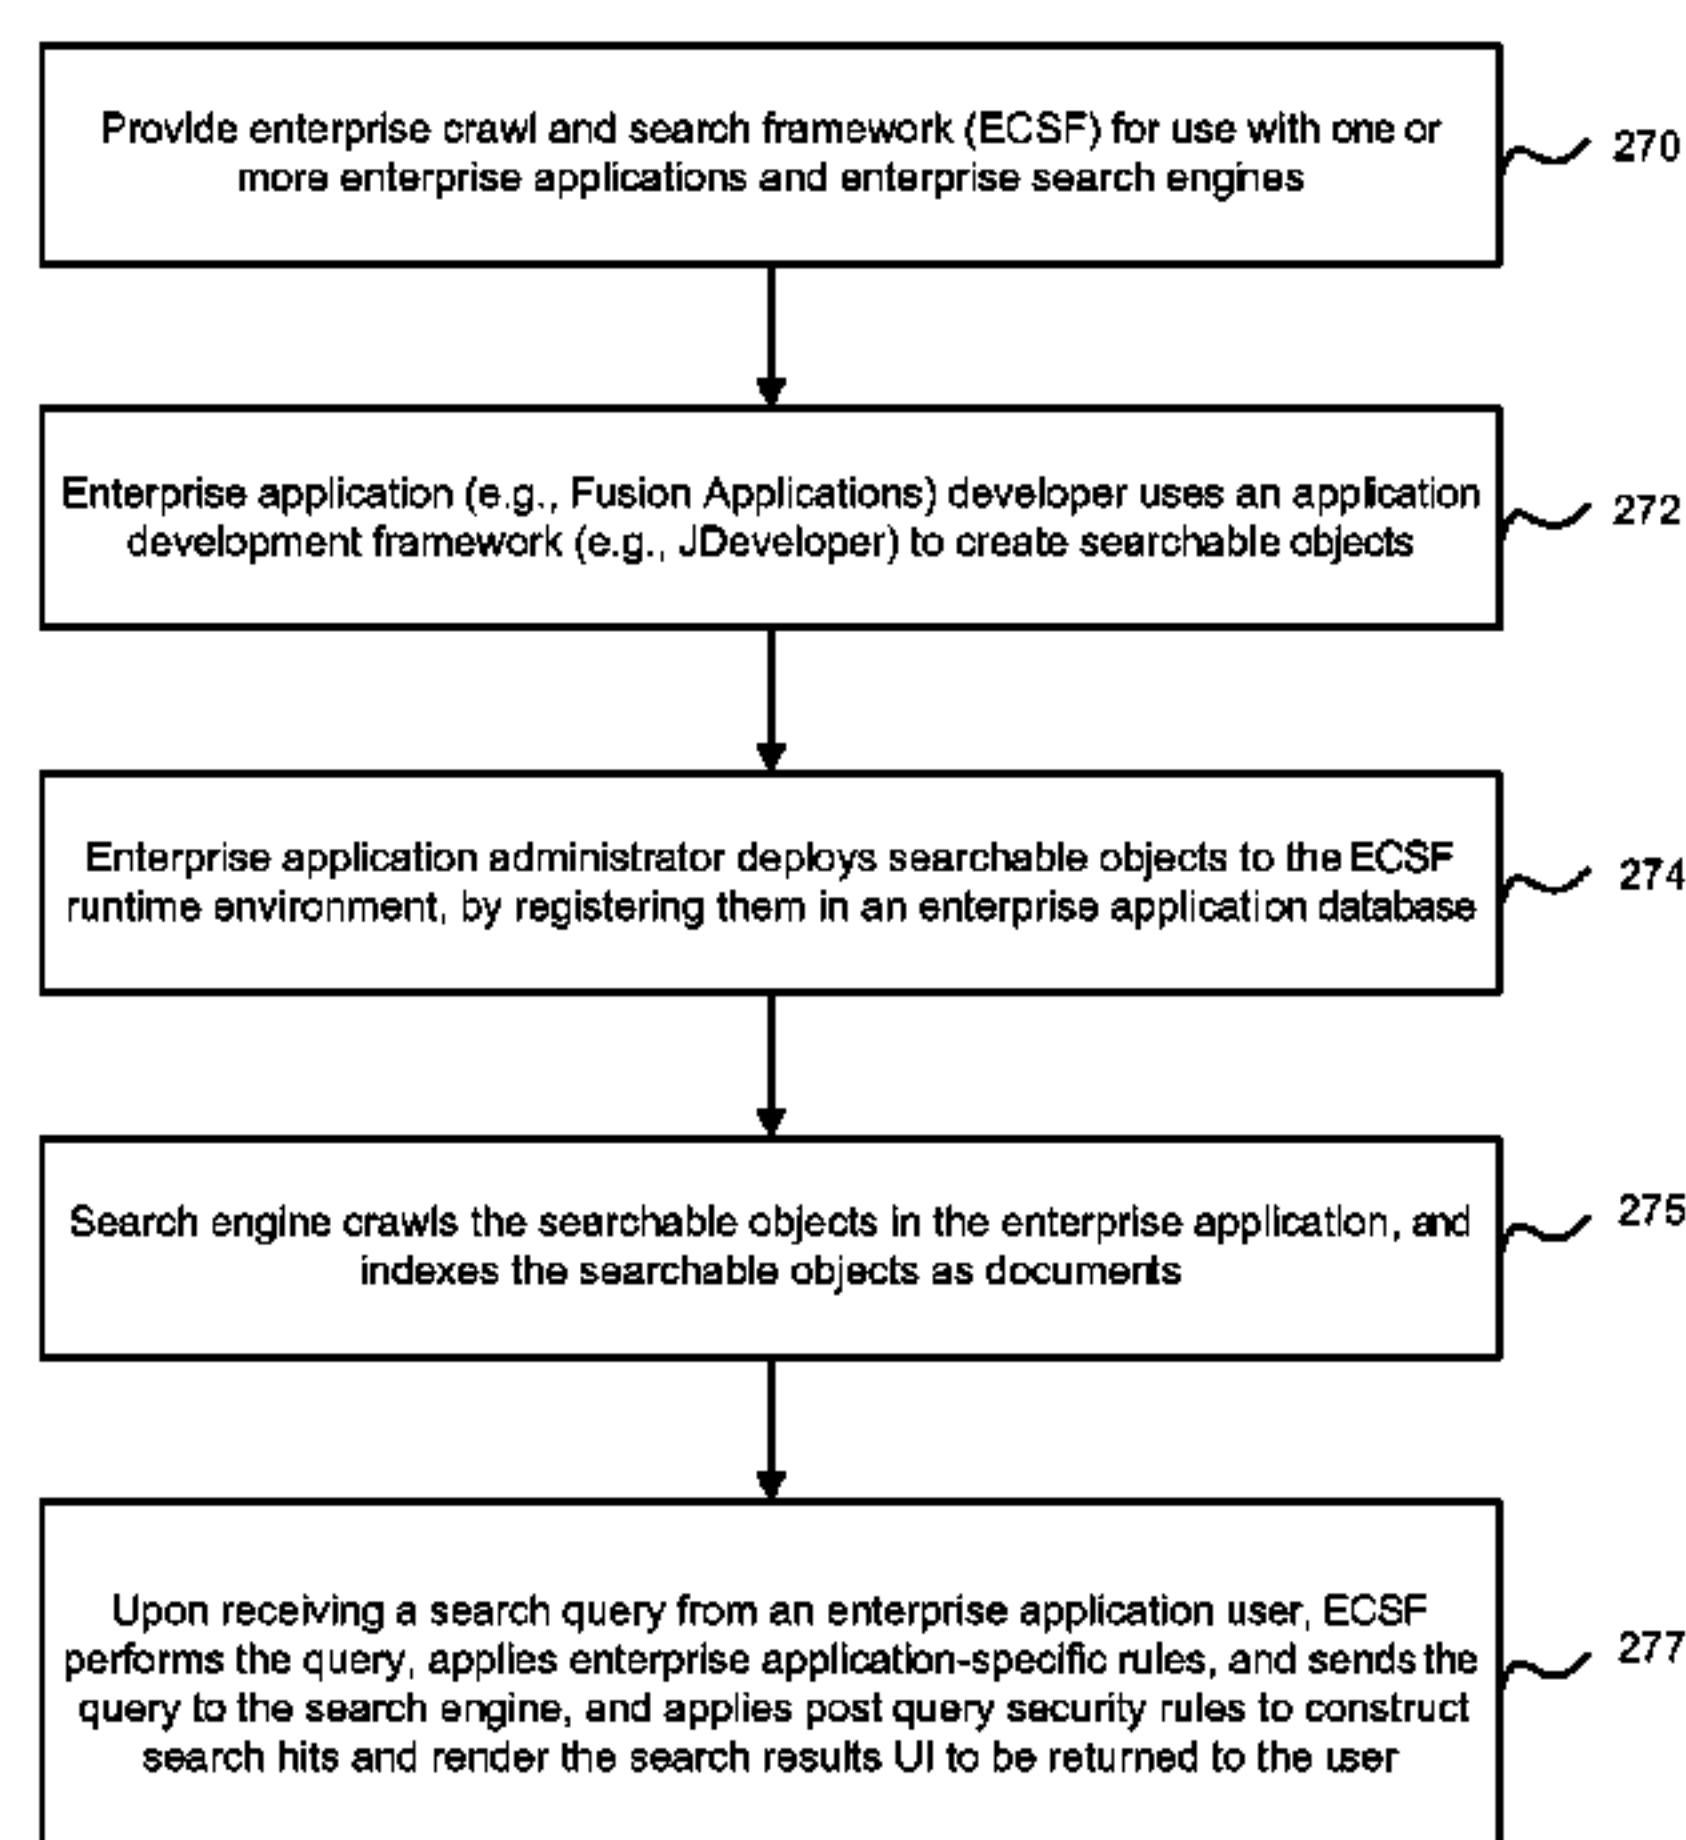 Provide enterprise crawl and search framework (ECSF) for use with one or
more enterprise applications and enterprise search engines
270
Enterprise application (e.g., Fusion Applications) developer uses an application
development framework (e.g., JDeveloper) to create searchable objects
272
Enterprise application administrator deploys searchable objects to the ECSF
runtime environment, by registering them in an enterprise application database
274
Search engine crawls the searchable objects in the enterprise application, and
indexes the searchable objects as documents
275
Upon receiving a search query from an enterprise application user, ECSF
performs the query, applies enterprise application-specific rules, and sends the
query to the search engine, and applies post query security rules to construct
search hits and render the search results UI to be returned to the user
277